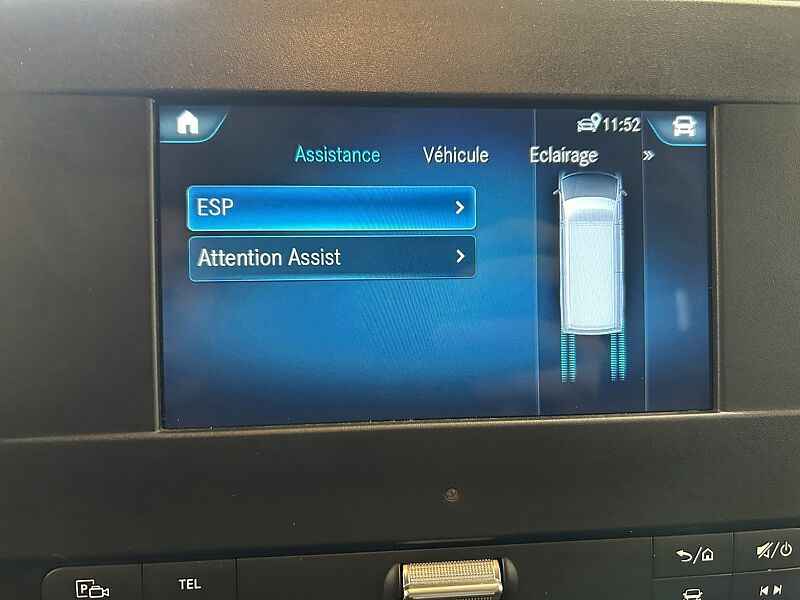 11:52
Assistance Véhicule Eclairage »
ESP
Attention Assist
P
TEL